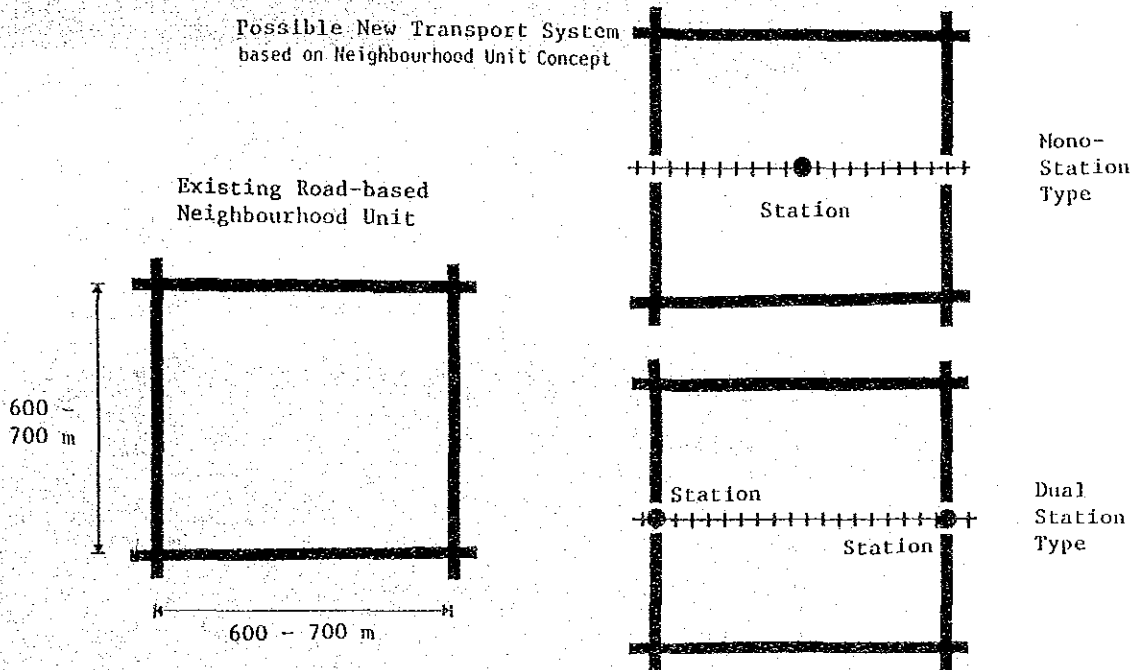 Possible New Transport System
based on Neighbourhood Unit Concept
Existing Road-based
Neighbourhood Unit
600 -
700 m
600 - 700 m
Station
Mono-
Station
Type
Station
Station
Dual
Station
Type